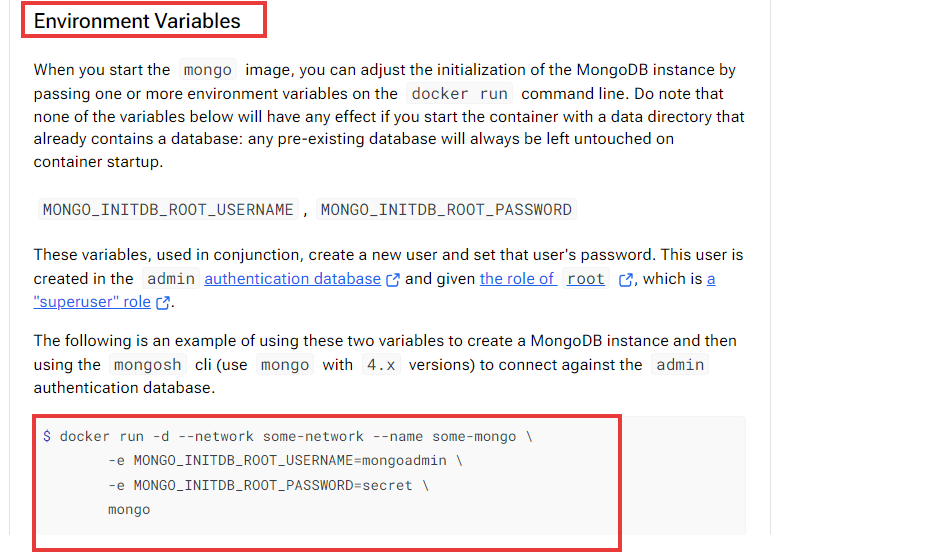 Environment Variables
When you start the mongo image, you can adjust the initialization of the MongoDB instance by
passing one or more environment variables on the docker run command line. Do note that
none of the variables below will have any effect if you start the container with a data directory that
already contains a database: any pre-existing database will always be left untouched on
container startup.
MONGO_INITDB_ROOT_USERNAME , MONGO_INITDB_ROOT_PASSWORD
These variables, used in conjunction, create a new user and set that user's password. This user is
created in the admin authentication database and given the role of root , which is a
"superuser" role .
The following is an example of using these two variables to create a MongoDB instance and then
using the mongosh cli (use mongo with 4.x versions) to connect against the admin
authentication database.
$ docker run -d --network some-network --name some-mongo \
-e MONGO_INITDB_ROOT_USERNAME=mongoadmin \
-e MONGO_INITDB_ROOT_PASSWORD=secret \
mongo